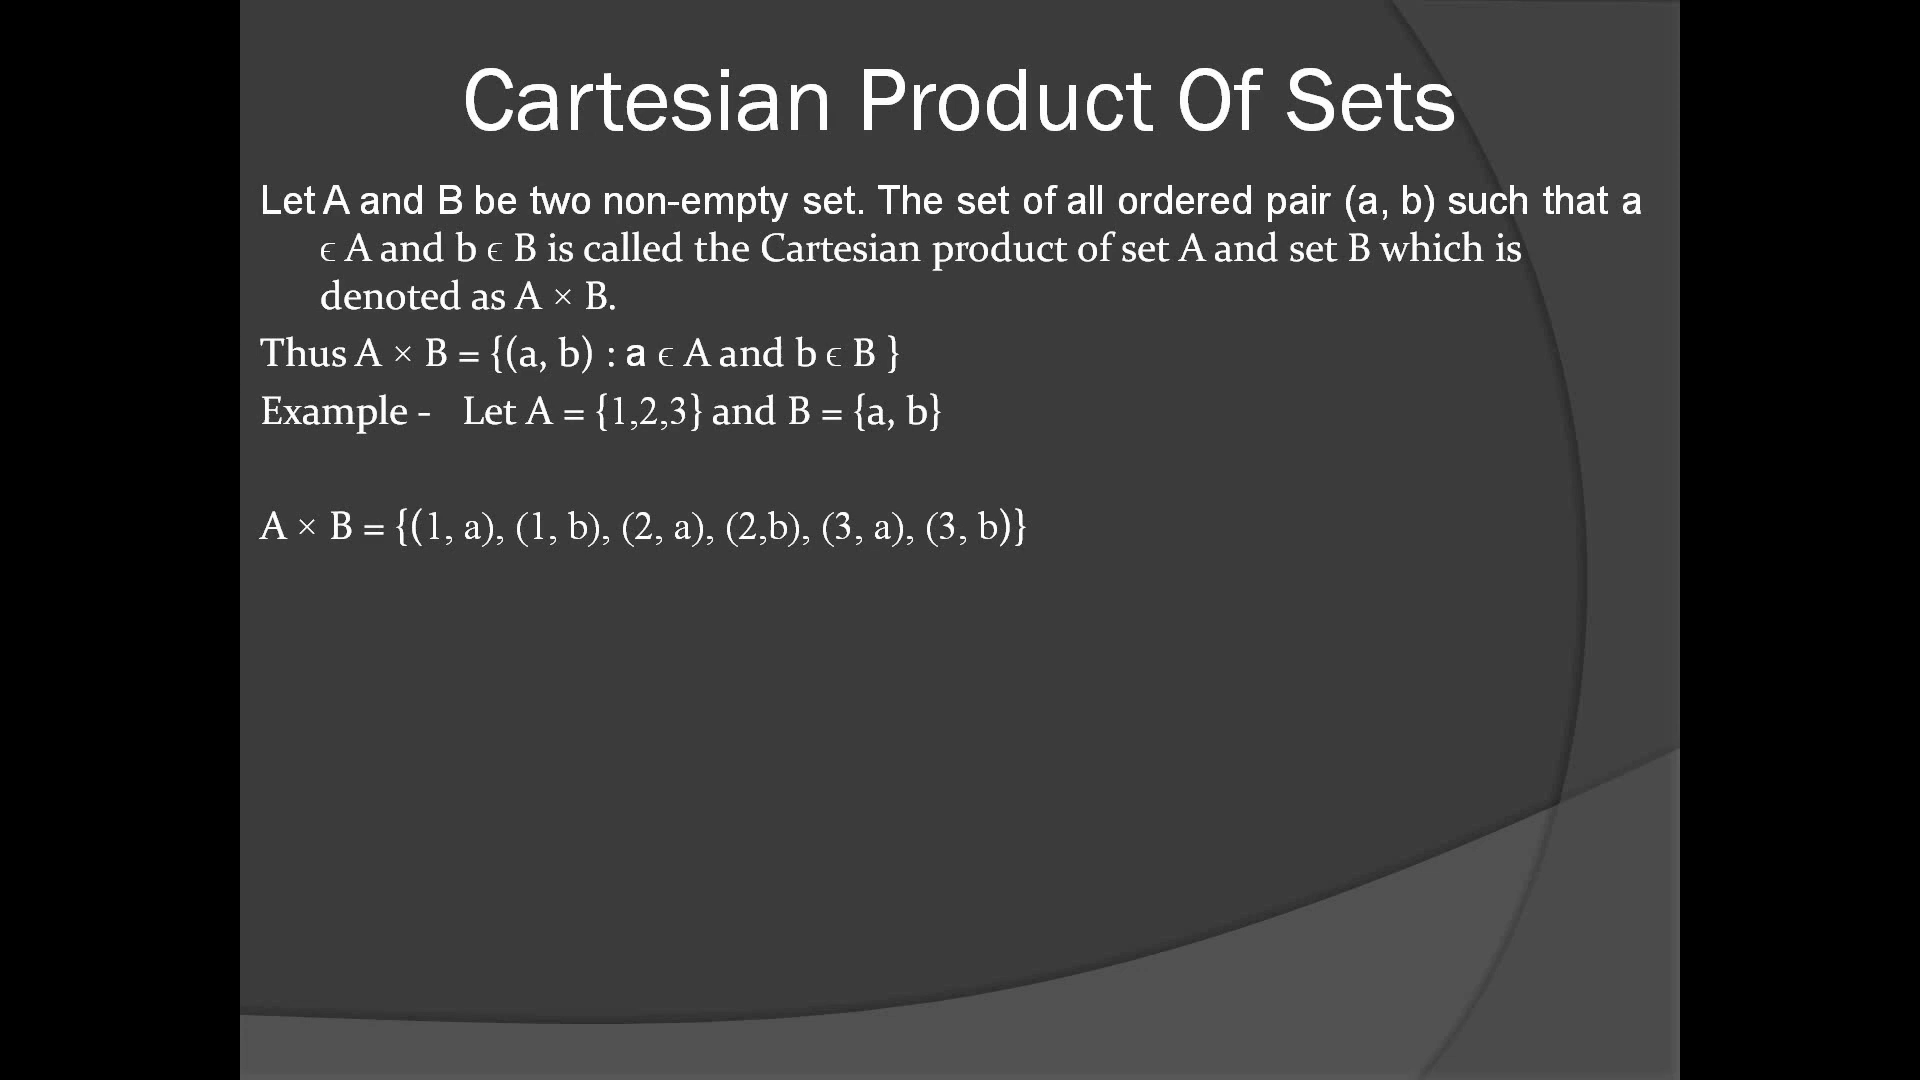 Cartesian Product Of Sets
Let A and B be two non-empty set. The set of all ordered pair (a, b) such that a
ϵ A and b ϵ B is called the Cartesian product of set A and set B which is
denoted as A × B.
Thus A × B = {(a, b) : a ϵ A and b ϵ B }
Example - Let A = {1,2,3} and B = {a, b}
A × B = {(1, a), (1, b), (2, a), (2,b), (3, a), (3, b)}